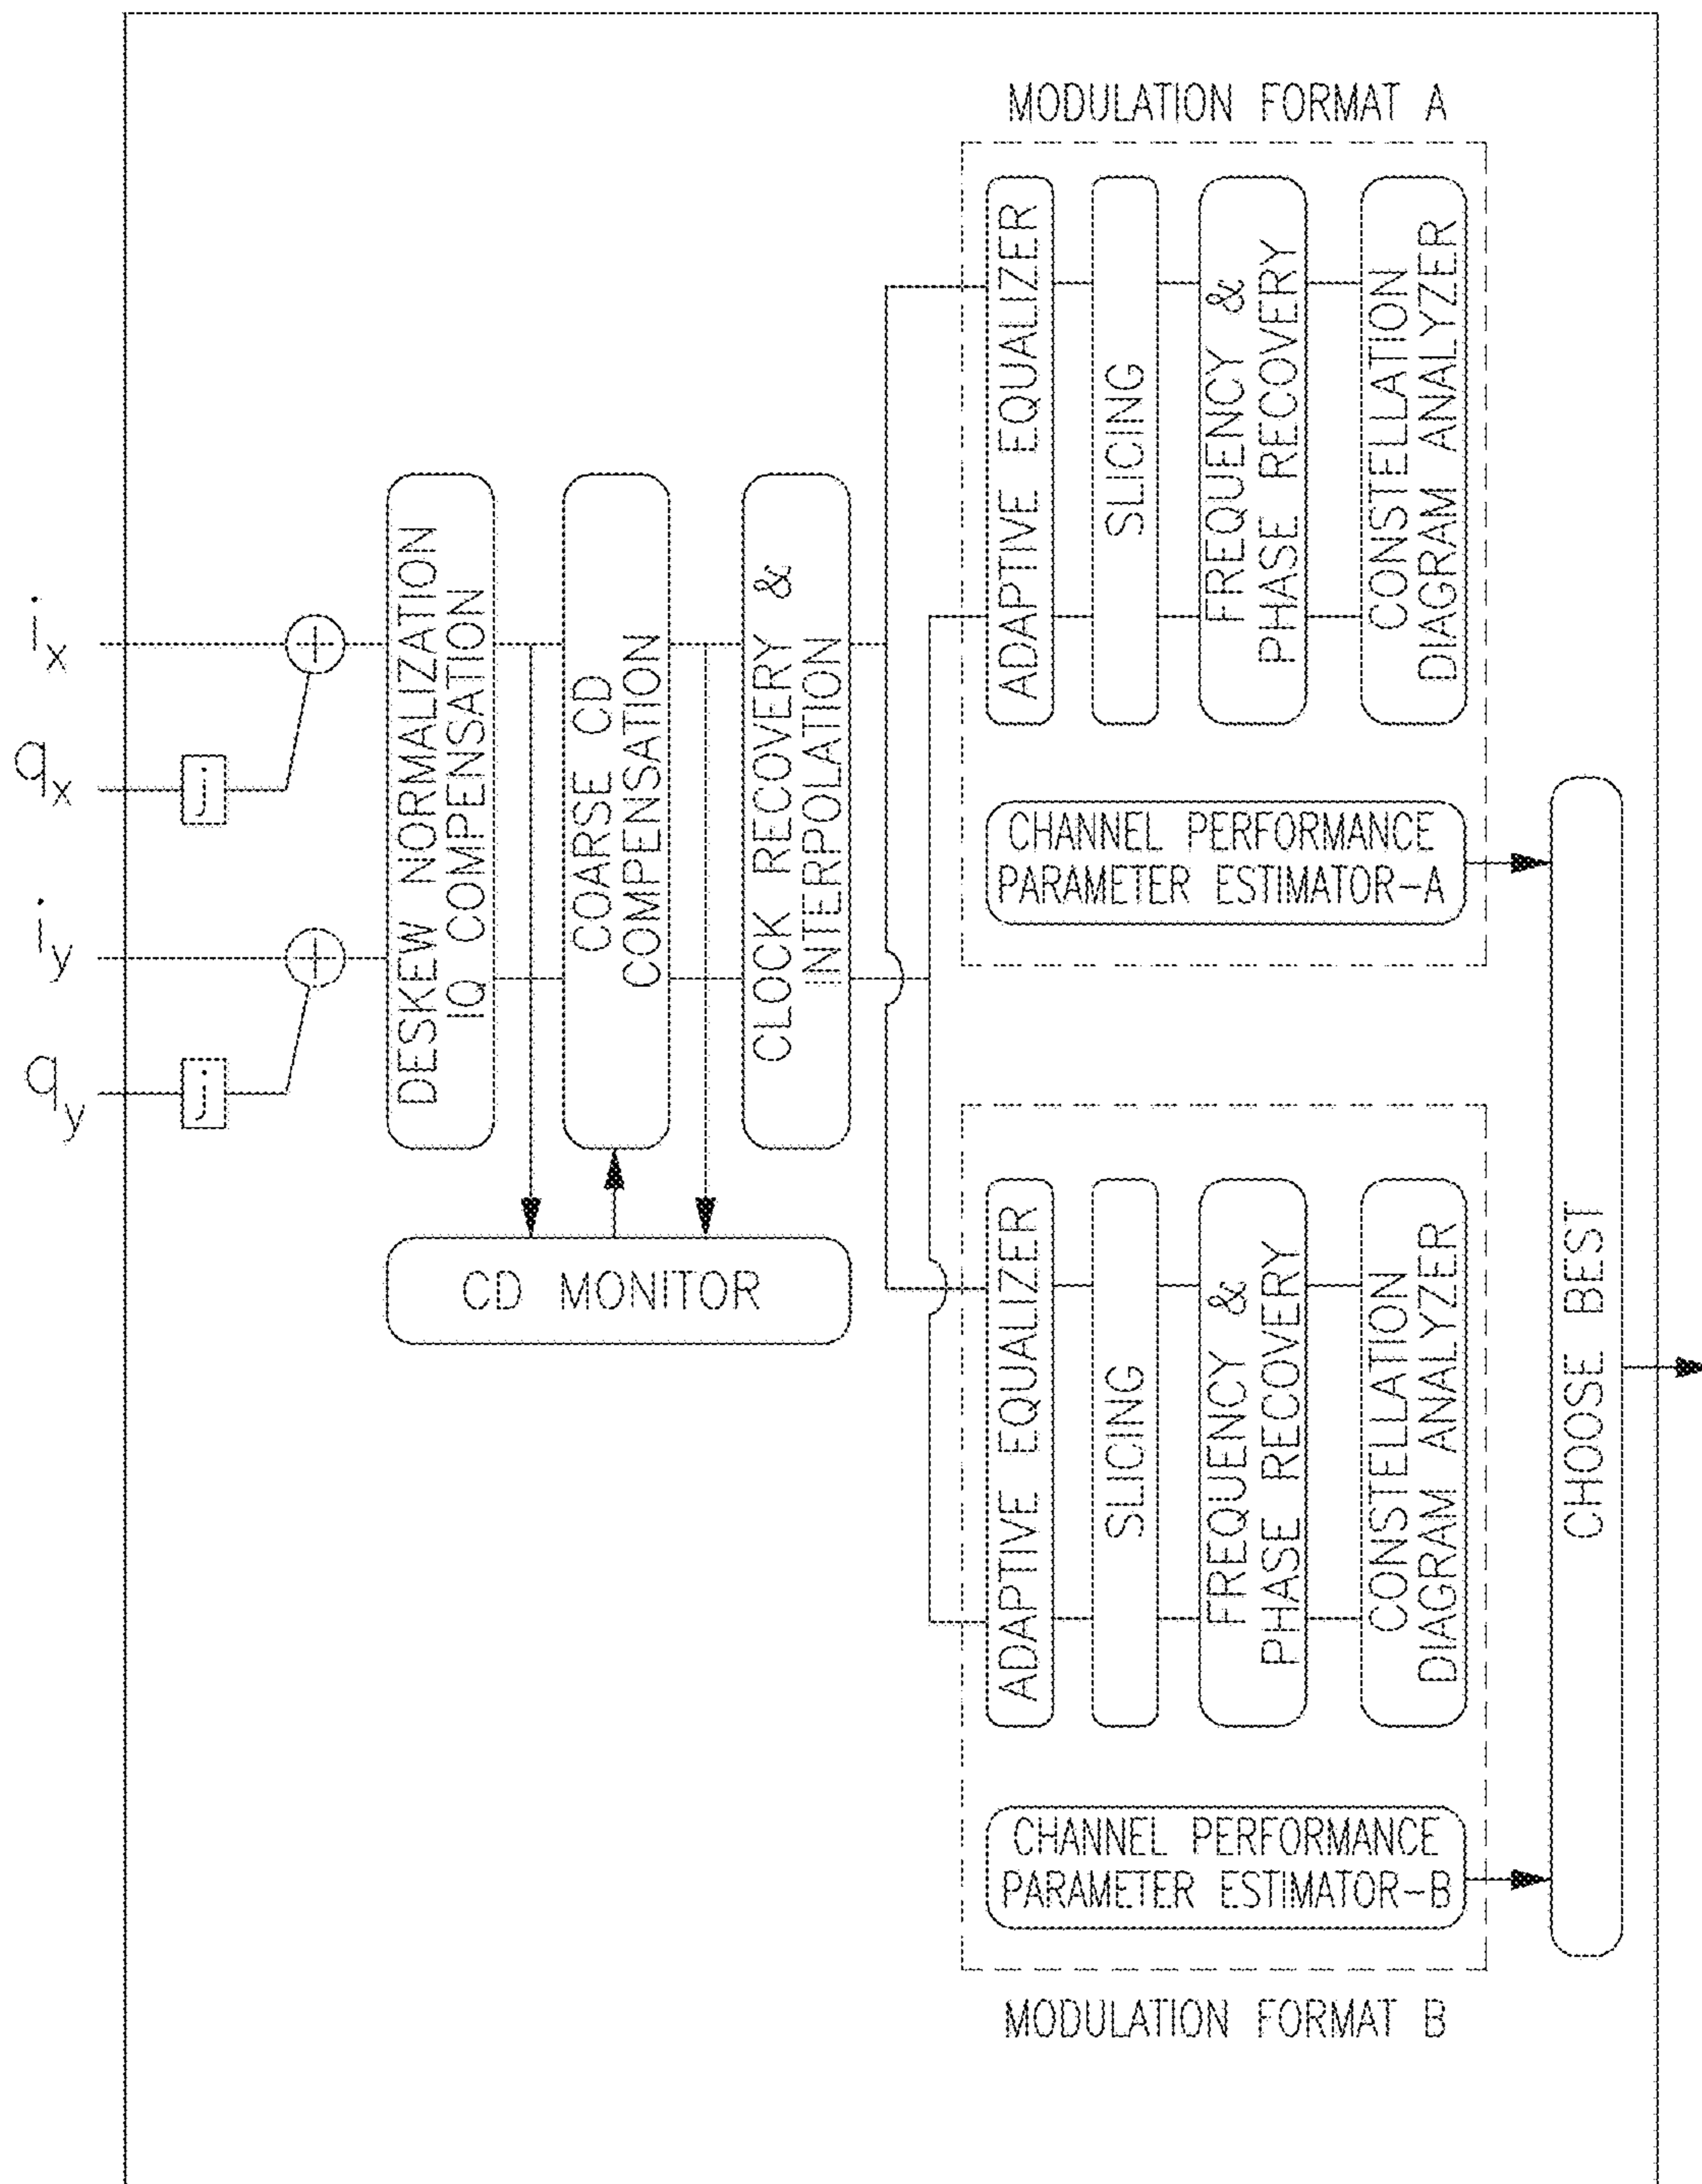 MODULATION FORMAT A
i_x
q_x
j
i_y
q_y
j
DESKEW NORMALIZATION
IQ COMPENSATION
COARSE CD
COMPENSATION
CLOCK RECOVERY &
INTERPOLATION
CD MONITOR
ADAPTIVE EQUALIZER
SLICING
FREQUENCY &
PHASE RECOVERY
CONSTELLATION
DIAGRAM ANALYZER
CHANNEL PERFORMANCE
PARAMETER ESTIMATOR-A
ADAPTIVE EQUALIZER
SLICING
FREQUENCY &
PHASE RECOVERY
CONSTELLATION
DIAGRAM ANALYZER
CHANNEL PERFORMANCE
PARAMETER ESTIMATOR-B
MODULATION FORMAT B
CHOOSE BEST